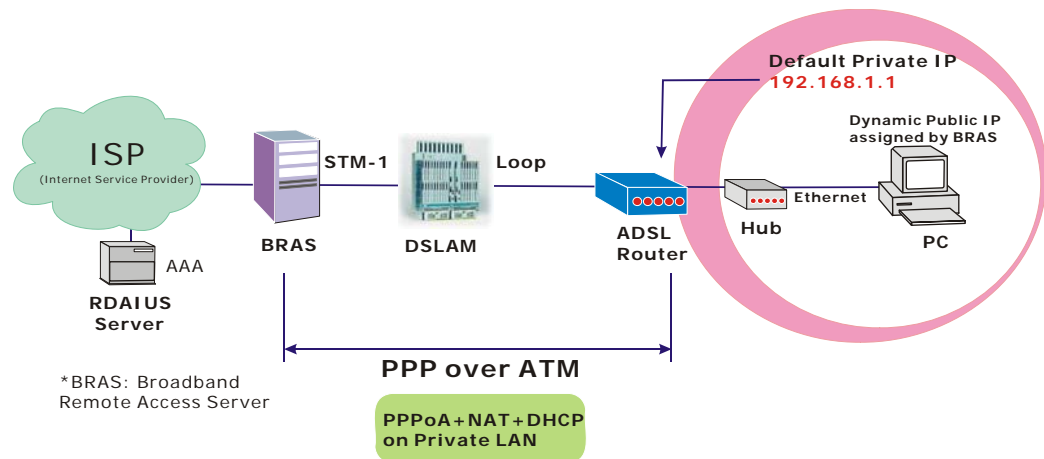 Default Private IP
192.168.1.1
Dynamic Public IP
assigned by BRAS
ISP
(Internet Service Provider)
STM-1
Loop
Ethernet
BRAS
DSLAM
ADSL
Router
Hub
PC
AAA
RDAIUS
Server
PPP over ATM
*BRAS: Broadband
Remote Access Server
PPPoA+NAT+DHCP
on Private LAN